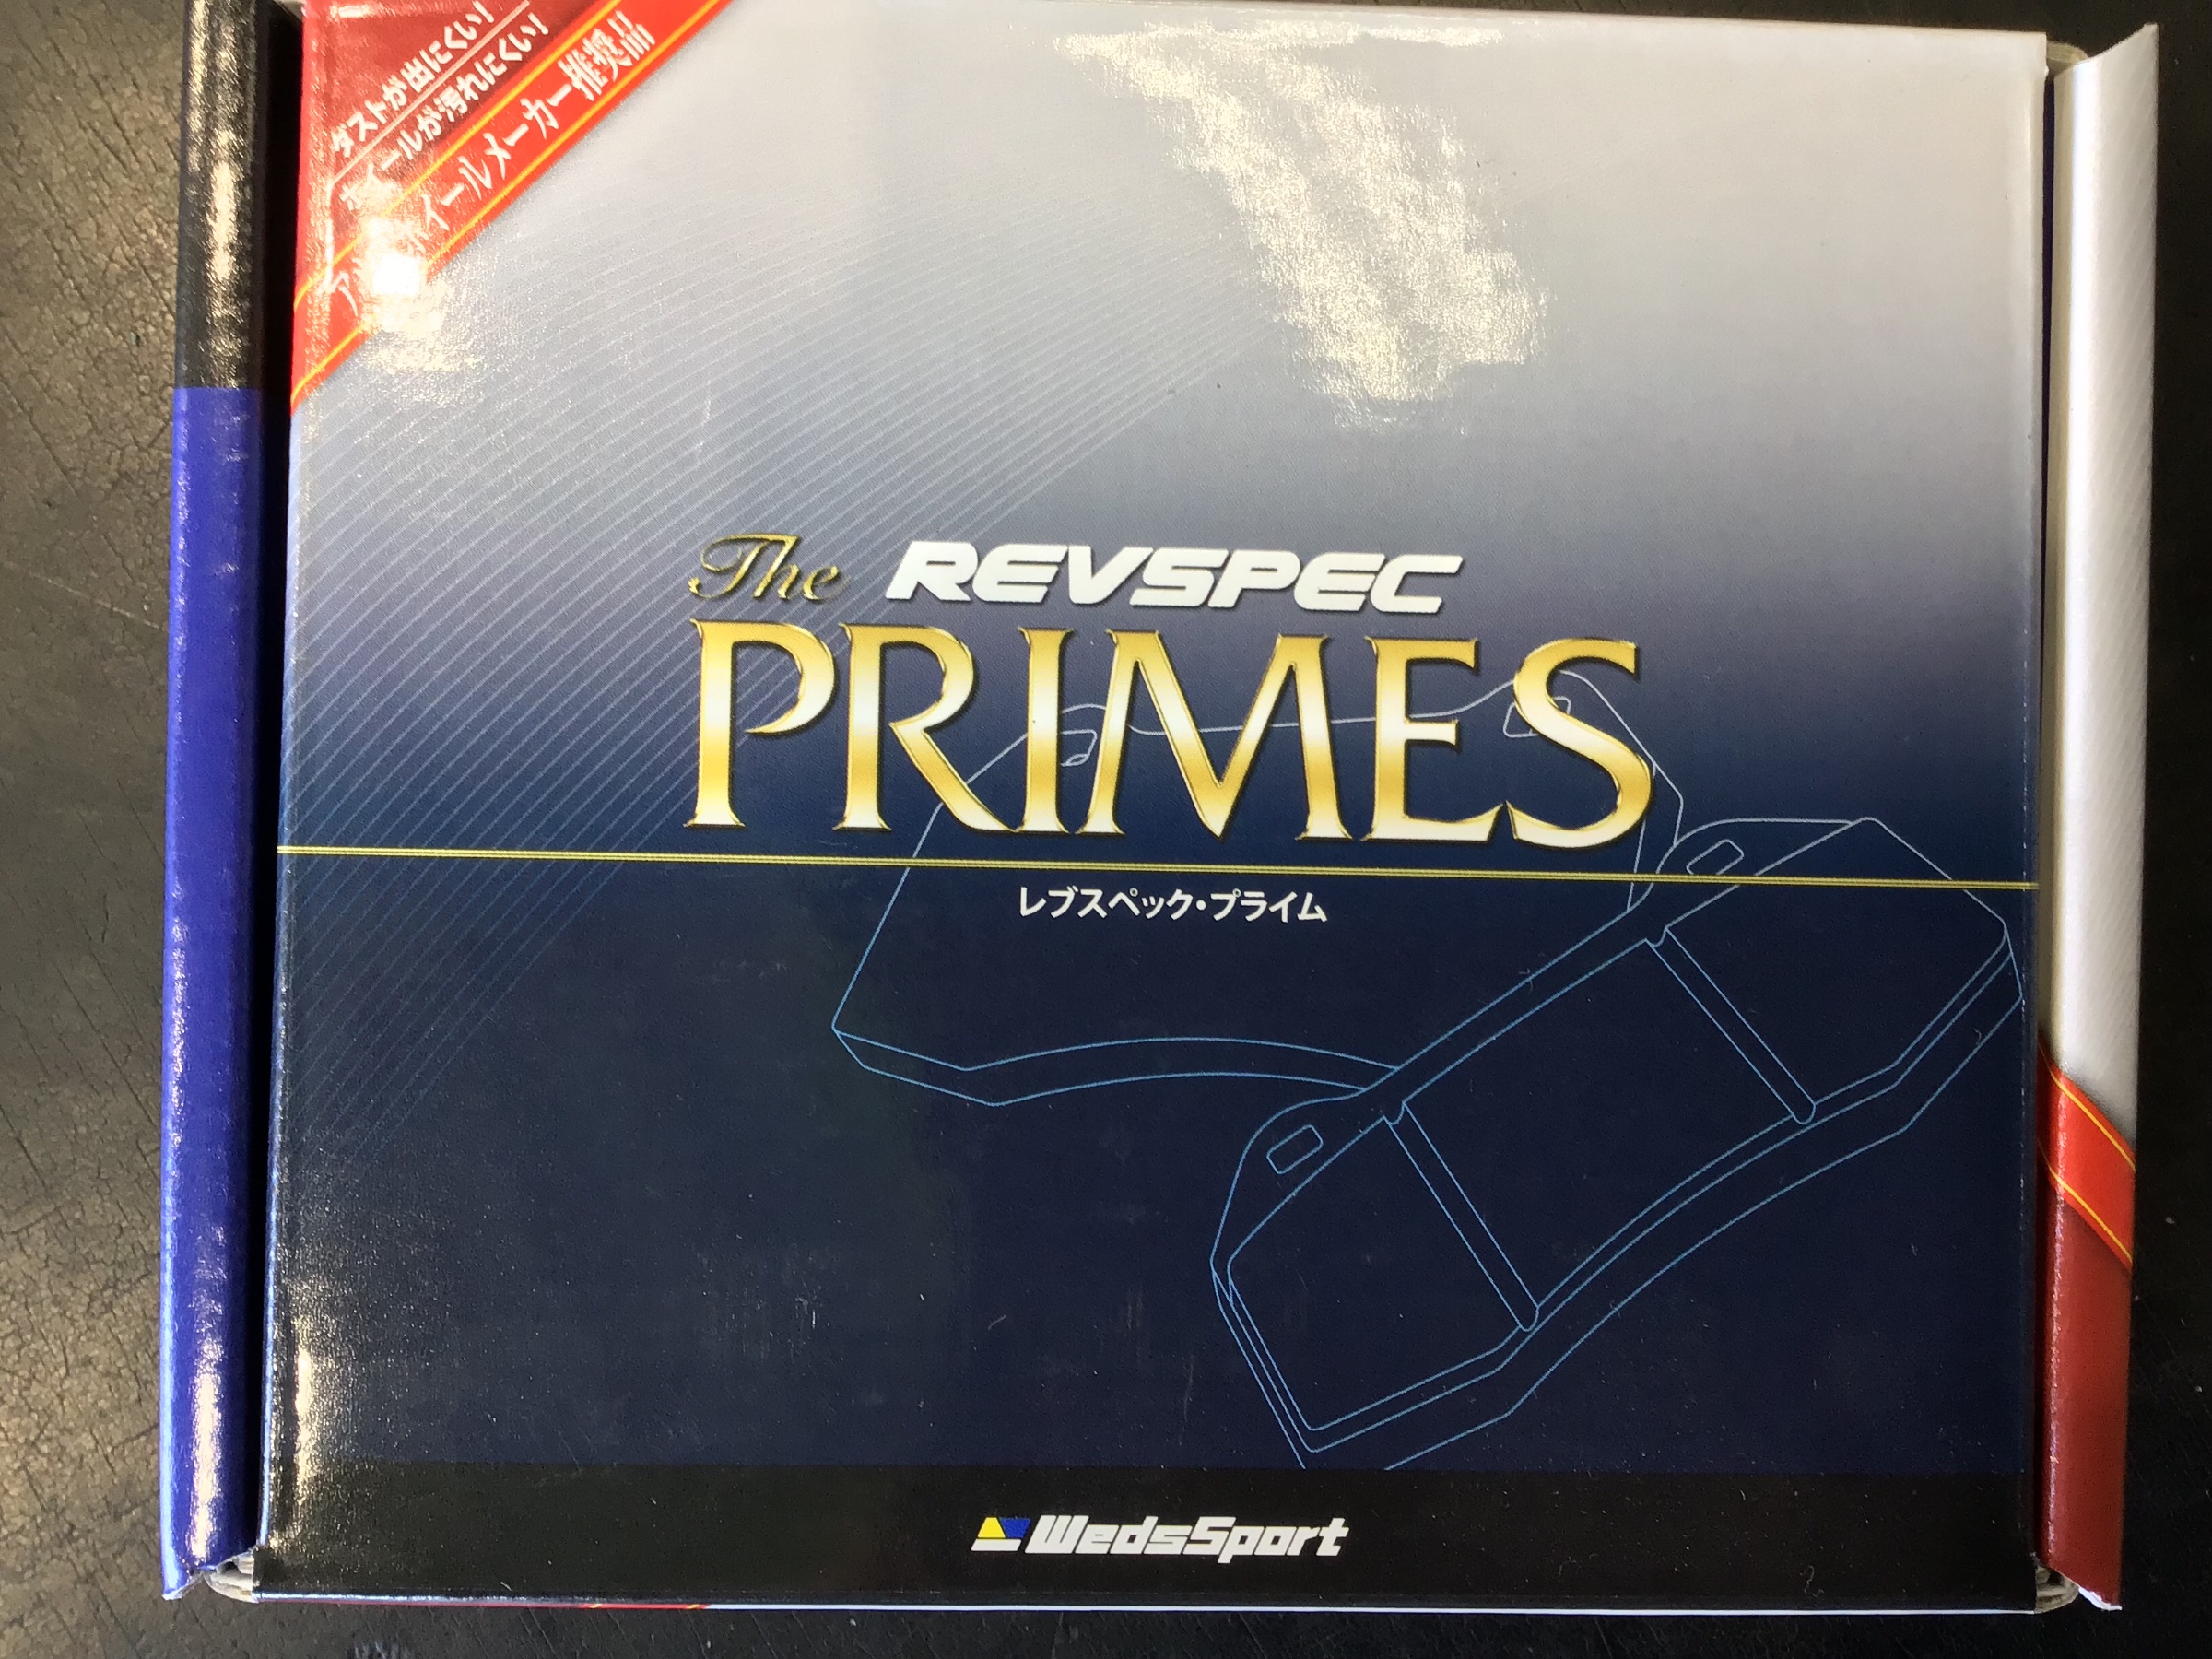 ダストが出にくい!
ホイールが汚れにくい!
ホイールメーカー推奨品
The REVSPEC
PRIMES
レブスペック・プライム
WedsSport